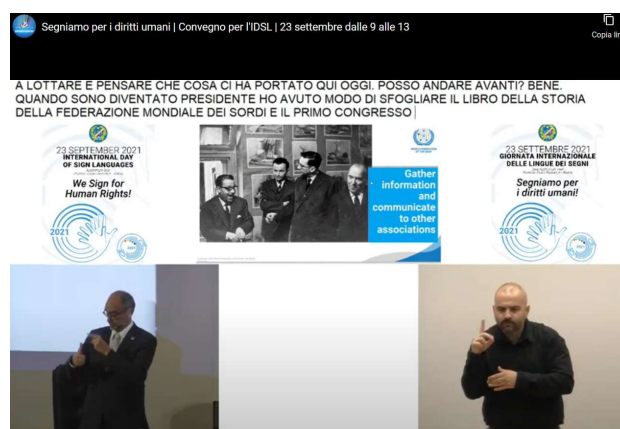 Segniamo per i diritti umani | Convegno per l'IDSL | 23 settembre dalle 9 alle 13
Copia lin
A LOTTARE E PENSARE CHE COSA CI HA PORTATO QUI OGGI. POSSO ANDARE AVANTI? BENE.
QUANDO SONO DIVENTATO PRESIDENTE HO AVUTO MODO DI SFOGLIARE IL LIBRO DELLA STORIA
DELLA FEDERAZIONE MONDIALE DEI SORDI E IL PRIMO CONGRESSO
23 SEPTEMBER 2021
INTERNATIONAL DAY
OF SIGN LANGUAGES
We Sign for
Human Rights!
2021
Gather
information
and
communicate
to other
associations
23 SETTEMBRE 2021
GIORNATA INTERNAZIONALE
DELLE LINGUE DEI SEGNI
Segniamo per
i diritti umani!
2021